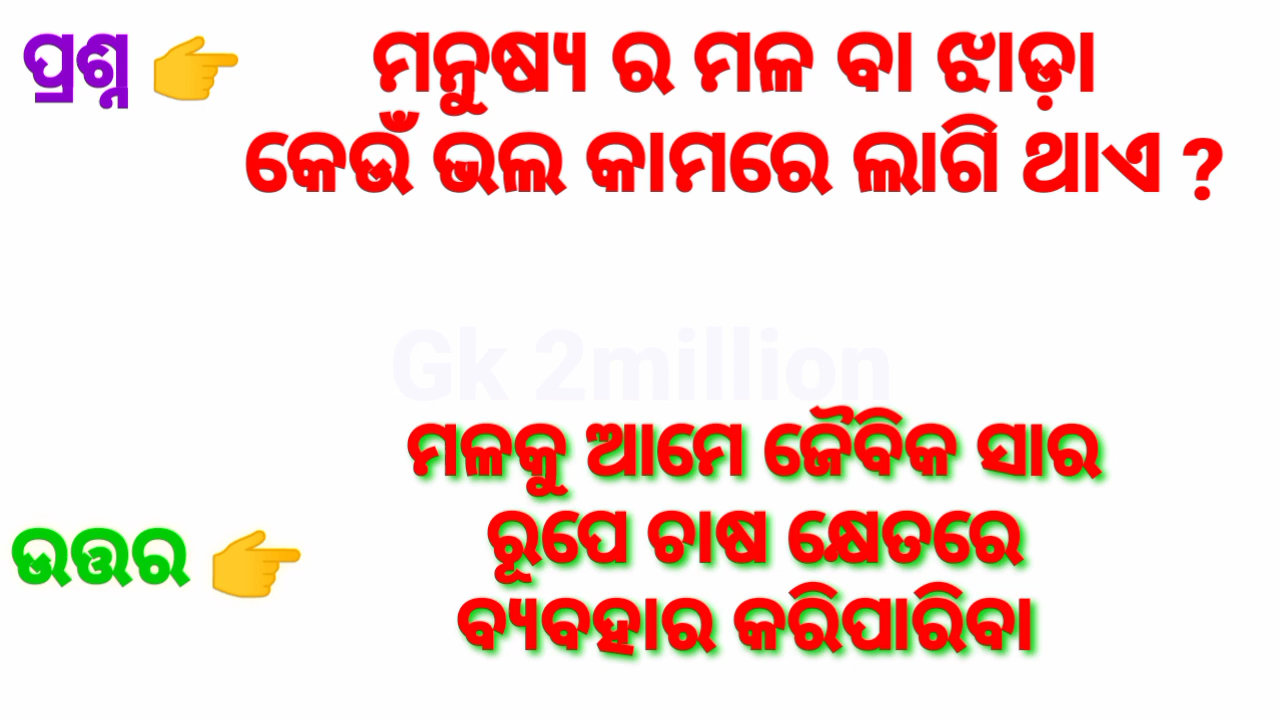 ପ୍ରଶ୍ନ 👉 ମନୁଷ୍ୟ ର ମଳ ବା ଝାଡ଼ା
କେଉଁ ଭଲ କାମରେ ଲାଗି ଥାଏ ?
Gk 2million
ମଳକୁ ଆମେ ଜୈବିକ ସାର
ରୂପେ ଚାଷ କ୍ଷେତରେ
ଉତ୍ତର 👉
ବ୍ୟବହାର କରିପାରିବା